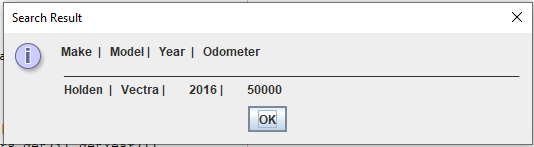 Search Result
Make | Model | Year | Odometer
Holden | Vectra | 2016 | 50000
OK